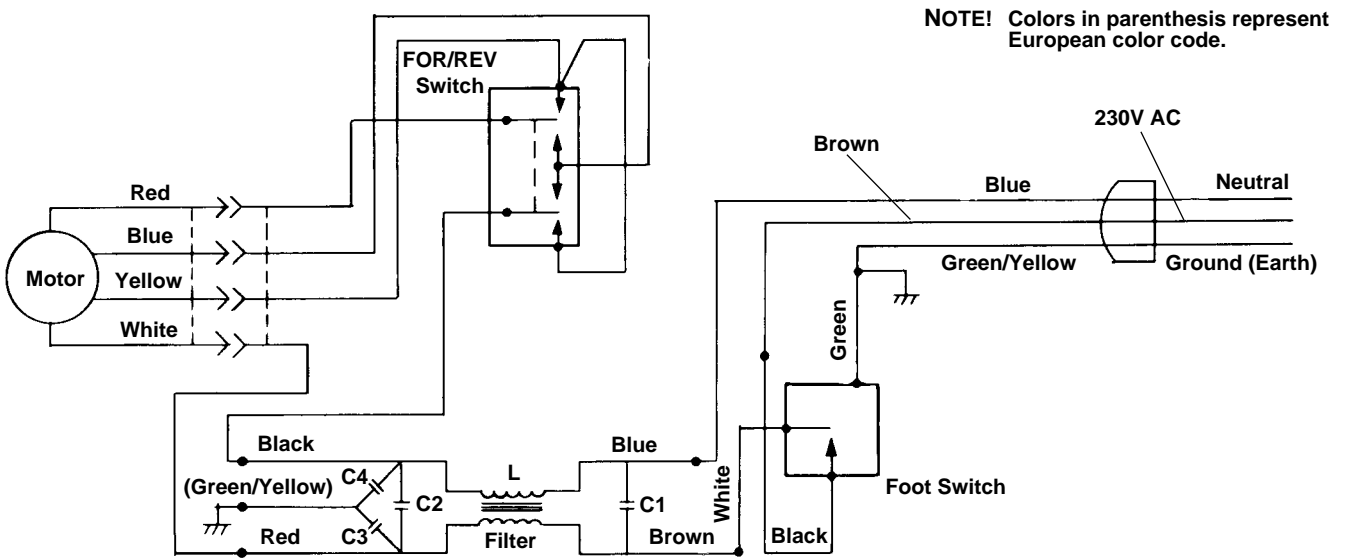 NOTE! Colors in parenthesis represent
European color code.
FOR/REV
Switch
230V AC
Brown
Red
Blue
Neutral
Blue
Motor
Yellow
Green/Yellow
Ground (Earth)
White
Green
Black
Blue
L
C4
(Green/Yellow)
C2
C1
White
Foot Switch
C3
Red
Filter
Brown
Black